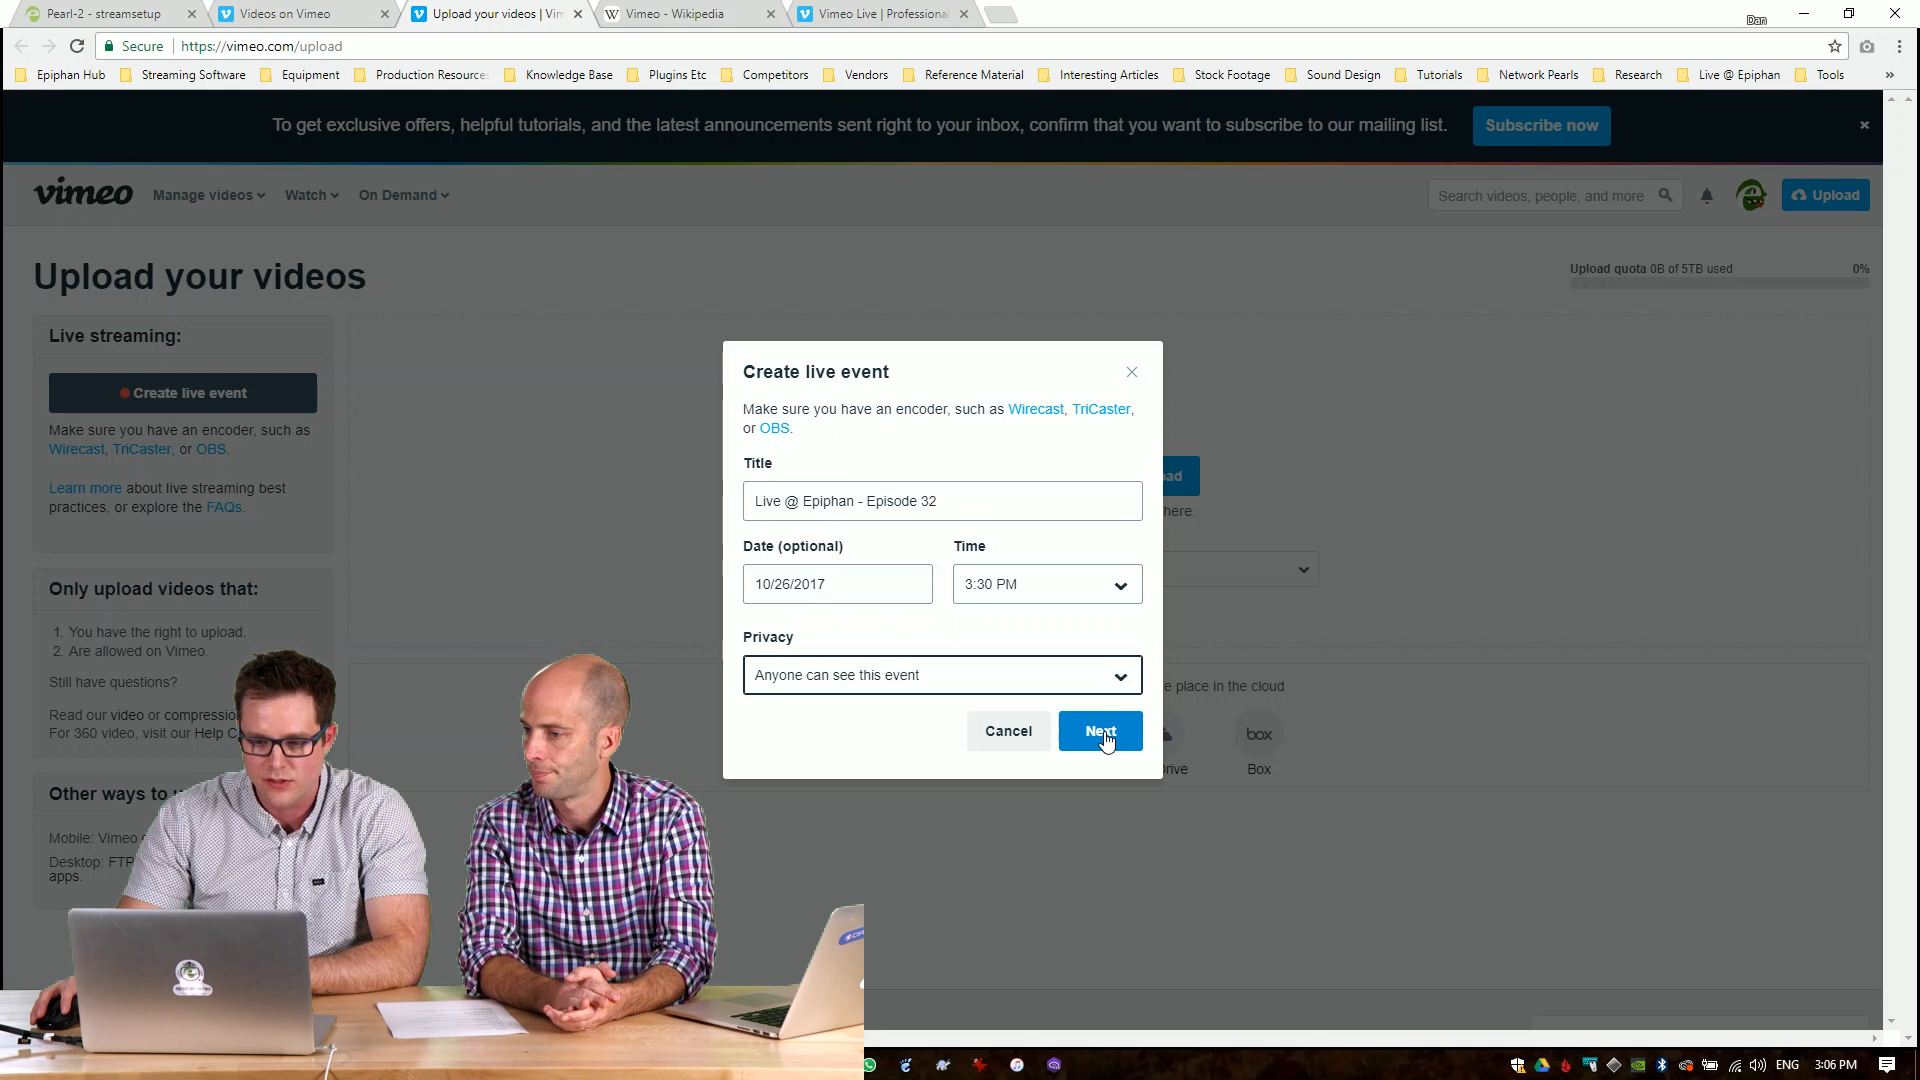 Pearl-2 - streamsetup
Videos on Vimeo
Upload your videos | Vim
W Vimeo - Wikipedia
Vimeo Live | Professiona
Dan
Secure
https://vimeo.com/upload
Epiphan Hub
Streaming Software
Equipment
Production Resource
Knowledge Base
Plugins Etc
Competitors
Vendors
Reference Material
Interesting Articles
Stock Footage
Sound Design
Tutorials
Network Pearls
Research
Live @ Epiphan
Tools
»
To get exclusive offers, helpful tutorials, and the latest announcements sent right to your inbox, confirm that you want to subscribe to our mailing list.
Subscribe now
vimeo
Manage videos
Watch
On Demand
Search videos, people, and more
Upload
Upload your videos
Upload quota 0B of 5TB used
0%
Live streaming:
Create live event
Make sure you have an encoder, such as
Wirecast, TriCaster, or OBS.
Learn more about live streaming best
practices, or explore the FAQs.
Only upload videos that:
1. You have the right to upload.
2. Are allowed on Vimeo.
Still have questions?
Read our video or compressio
For 360 video, visit our Help C
Other ways to
Mobile: Vimeo
Desktop: FTP
apps.
Create live event
Make sure you have an encoder, such as Wirecast, TriCaster,
or OBS.
Title
Live @ Epiphan - Episode 32
Date (optional)
Time
10/26/2017
3:30 PM
Privacy
Anyone can see this event
Cancel
Next
ad
here.
e place in the cloud
box
rive
Box
epiphan video
ENG
3:06 PM